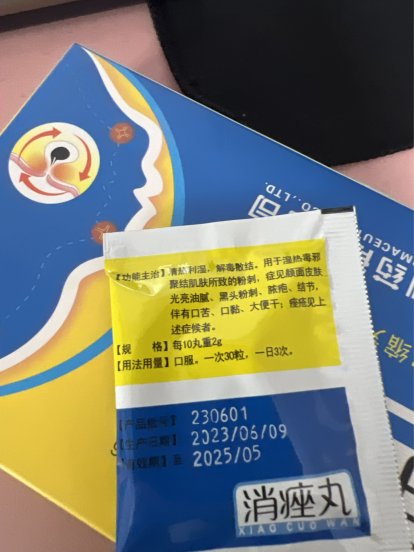 司
CO.,LTD.
【功能主治】清热利湿,解毒散结。用于湿热毒邪
聚结肌肤所致的粉刺,症见颜面皮肤
光亮油腻、黑头粉刺、脓疱、结节,
伴有口苦、口黏、大便干;痤疮见上
述症候者。
【规 格】每10丸重2g
【用法用量】口服。一次30粒,一日3次。
【产品批号】 230601
【生产日期】 2023/06/09
【有效期】至 2025/05
消痤丸
XIAO CUO WAN